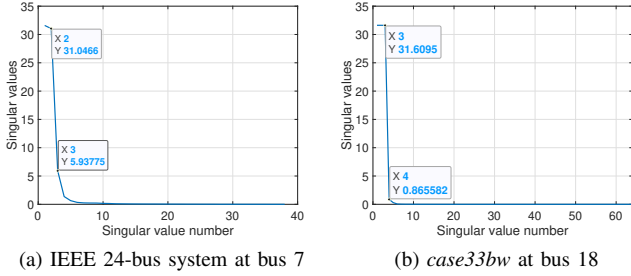 35
30
25
20
15
10
5
0
Singular values
X 2
Y 31.0466
X 3
Y 5.93775
0 10 20 30 40
Singular value number
(a) IEEE 24-bus system at bus 7
35
30
25
20
15
10
5
0
Singular values
X 3
Y 31.6095
X 4
Y 0.865582
0 10 20 30 40 50 60
Singular value number
(b) case33bw at bus 18